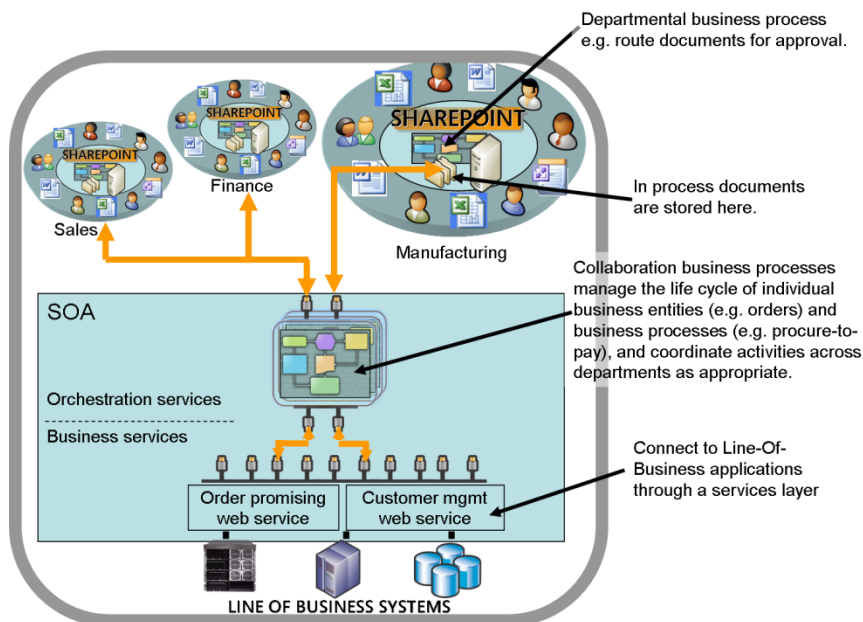 Departmental business process
e.g. route documents for approval.
SHAREPOINT
SHAREPOINT
SHAREPOINT
Finance
Sales
Manufacturing
In process documents
are stored here.
Collaboration business processes
manage the life cycle of individual
business entities (e.g. orders) and
business processes (e.g. procure-to-
pay), and coordinate activities across
departments as appropriate.
SOA
Orchestration services
Business services
Connect to Line-Of-
Business applications
through a services layer
Order promising
web service
Customer mgmt
web service
LINE OF BUSINESS SYSTEMS